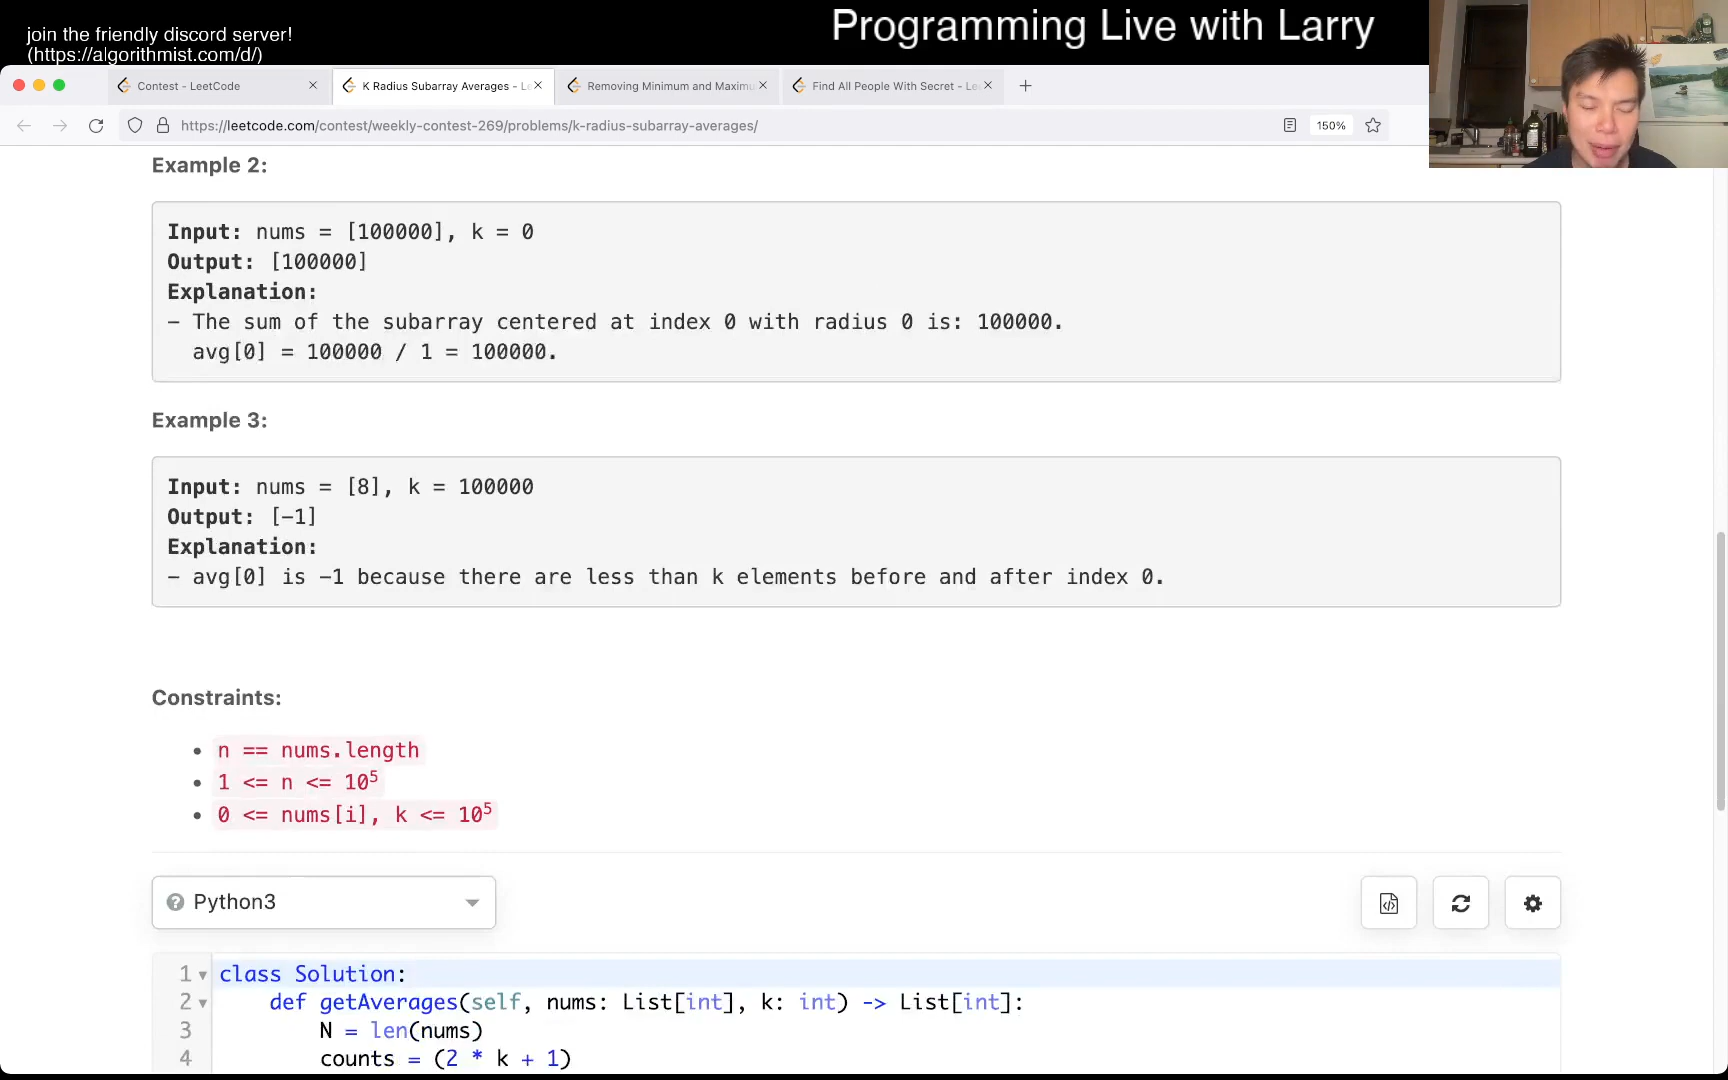 join the friendly discord server!
(https://algorithmist.com/d/)
Programming Live with Larry
Contest - LeetCode
K Radius Subarray Averages - Le
Removing Minimum and Maximu
Find All People With Secret - Le
https://leetcode.com/contest/weekly-contest-269/problems/k-radius-subarray-averages/
150%
Example 2:
Input: nums = [100000], k = 0
Output: [100000]
Explanation:
- The sum of the subarray centered at index 0 with radius 0 is: 100000.
avg[0] = 100000 / 1 = 100000.
Example 3:
Input: nums = [8], k = 100000
Output: [-1]
Explanation:
- avg[0] is -1 because there are less than k elements before and after index 0.
Constraints:
• n == nums.length
• 1 <= n <= 10⁵
• 0 <= nums[i], k <= 10⁵
Python3
1 class Solution:
2 def getAverages(self, nums: List[int], k: int) -> List[int]:
3 N = len(nums)
4 counts = (2 * k + 1)